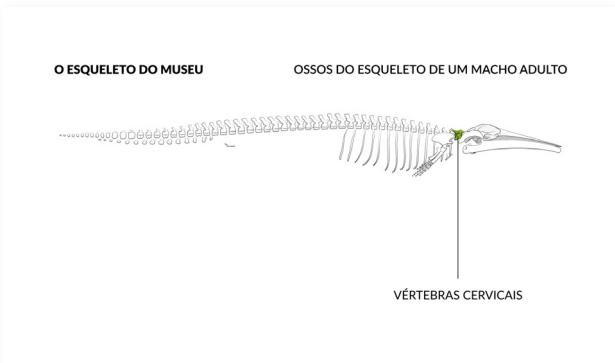 O ESQUELETO DO MUSEU
OSSOS DO ESQUELETO DE UM MACHO ADULTO
VÉRTEBRAS CERVICAIS